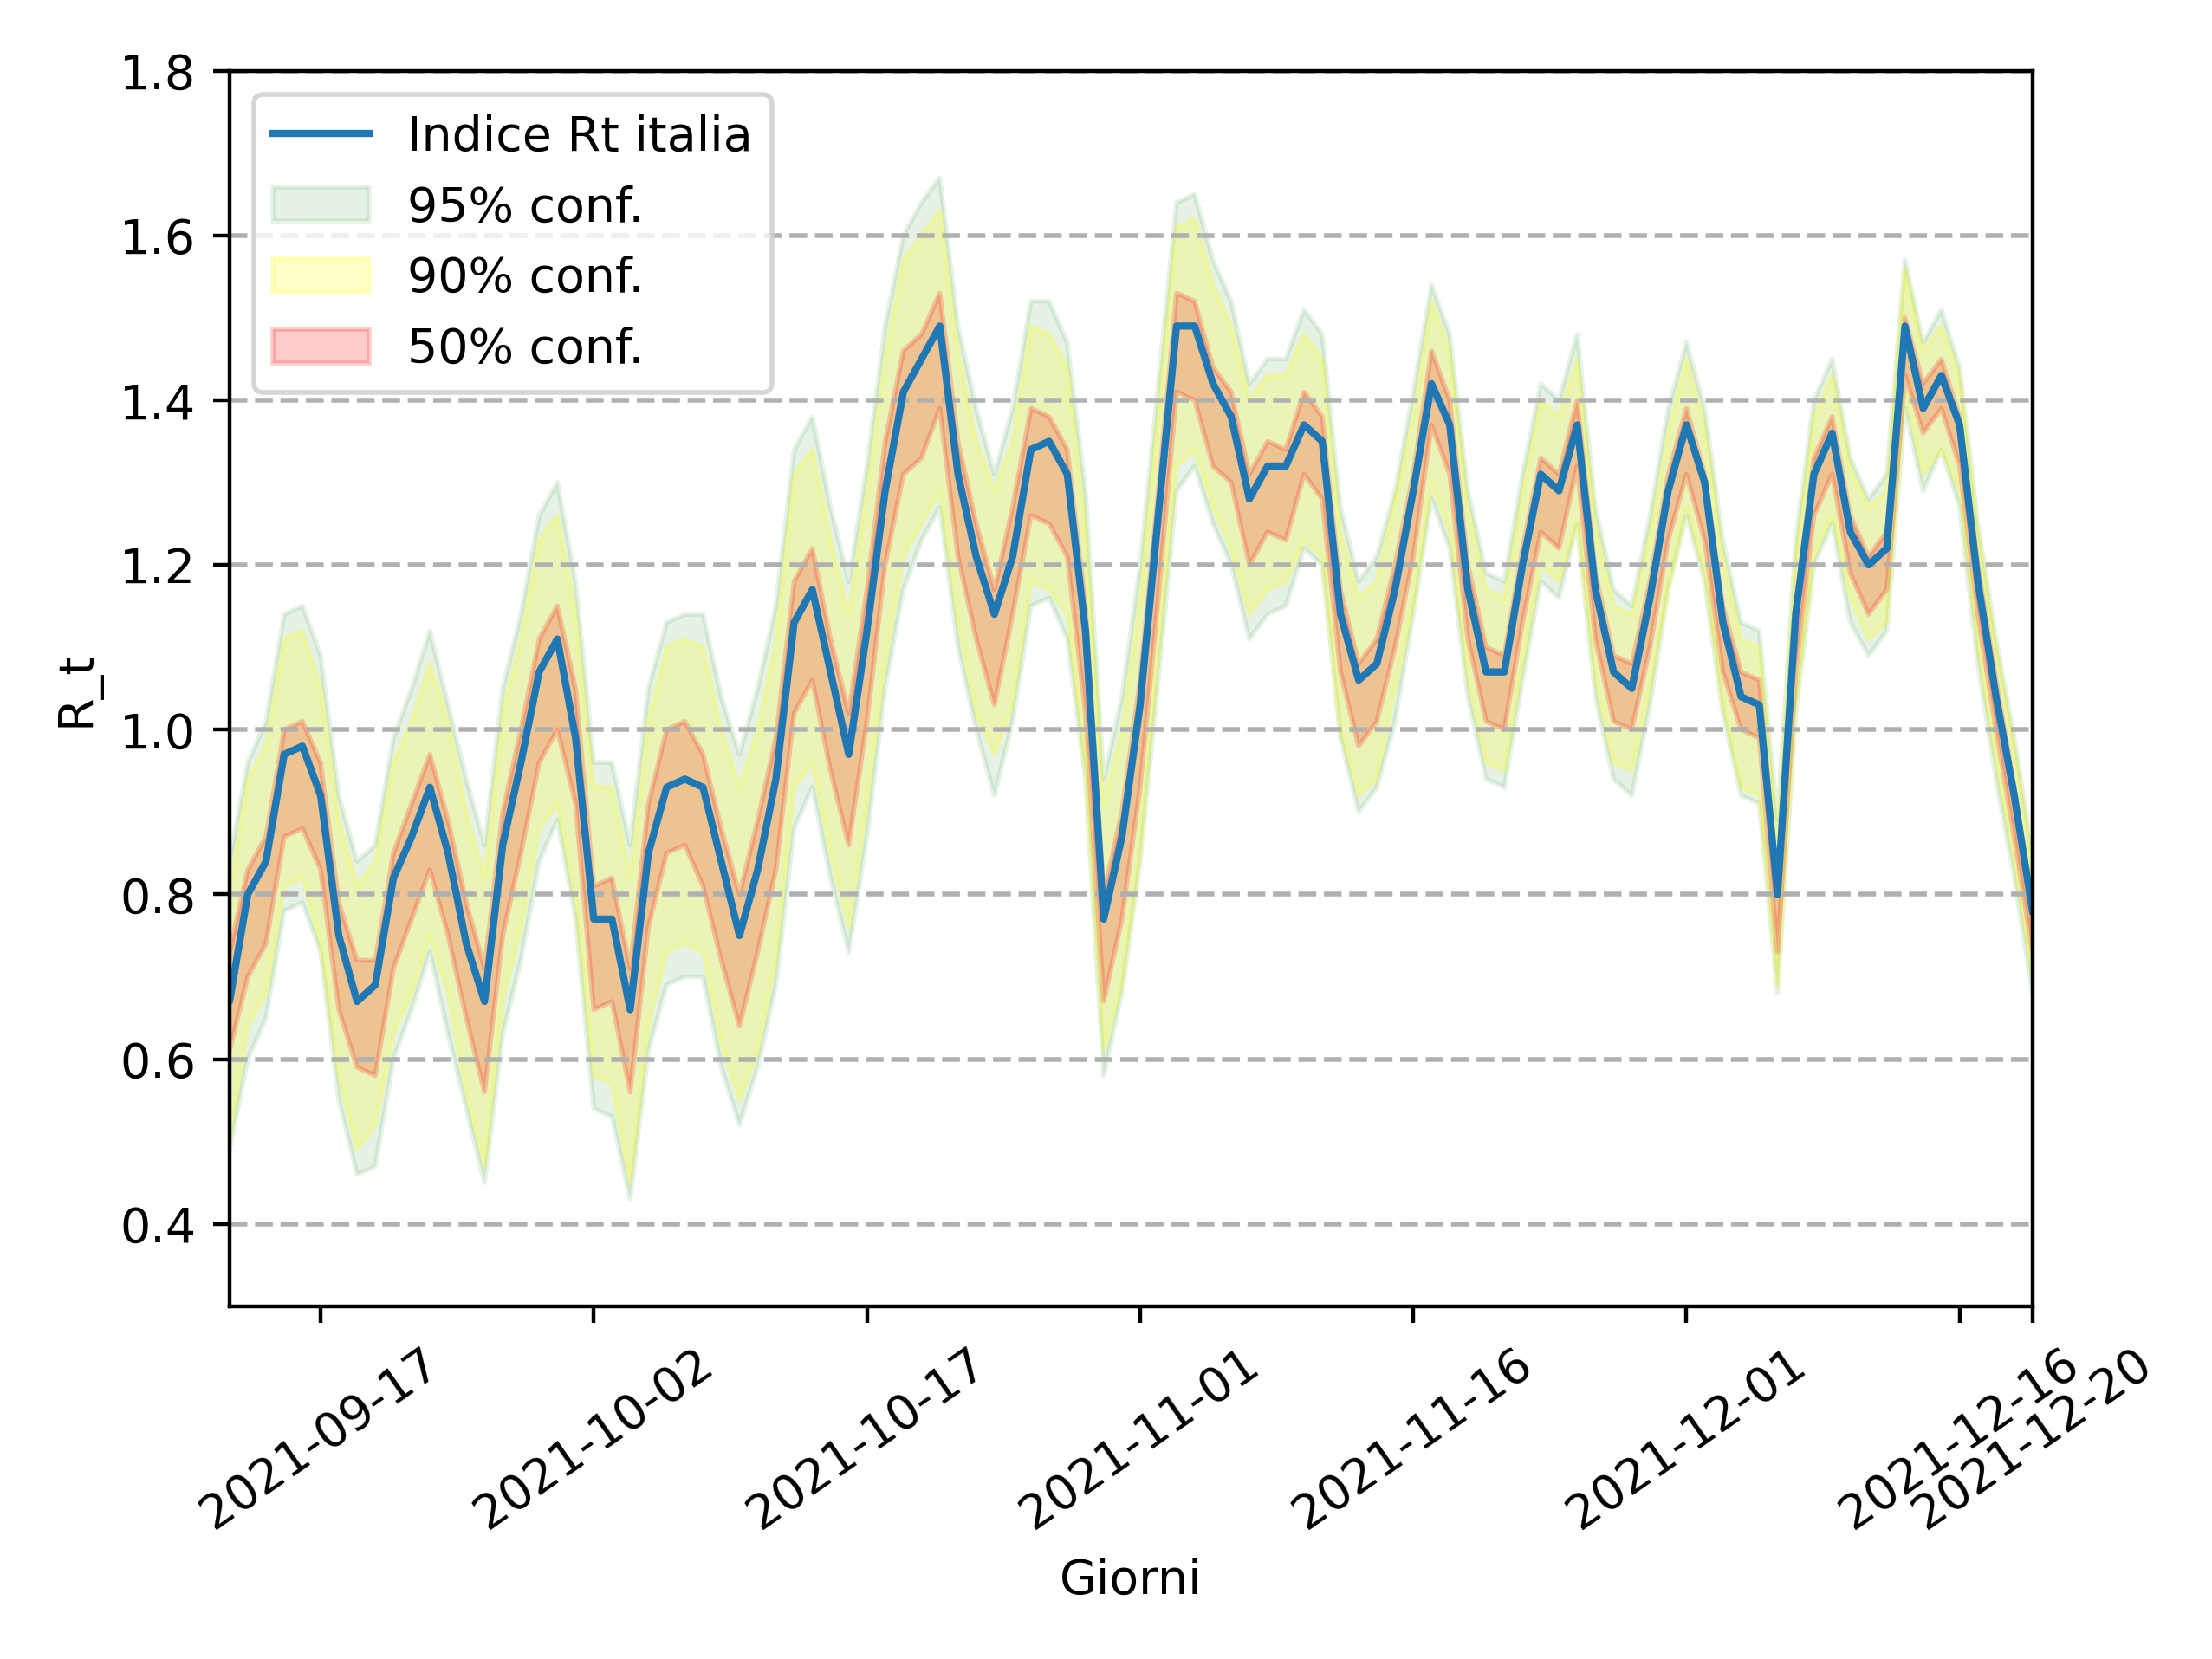 1.8
1.6
1.4
1.2
1.0
0.8
0.6
0.4
R_t
Indice Rt italia
95% conf.
90% conf.
50% conf.
2021-09-17
2021-10-02
2021-10-17
2021-11-01
2021-11-16
2021-12-01
2021-12-16
2021-12-20
Giorni